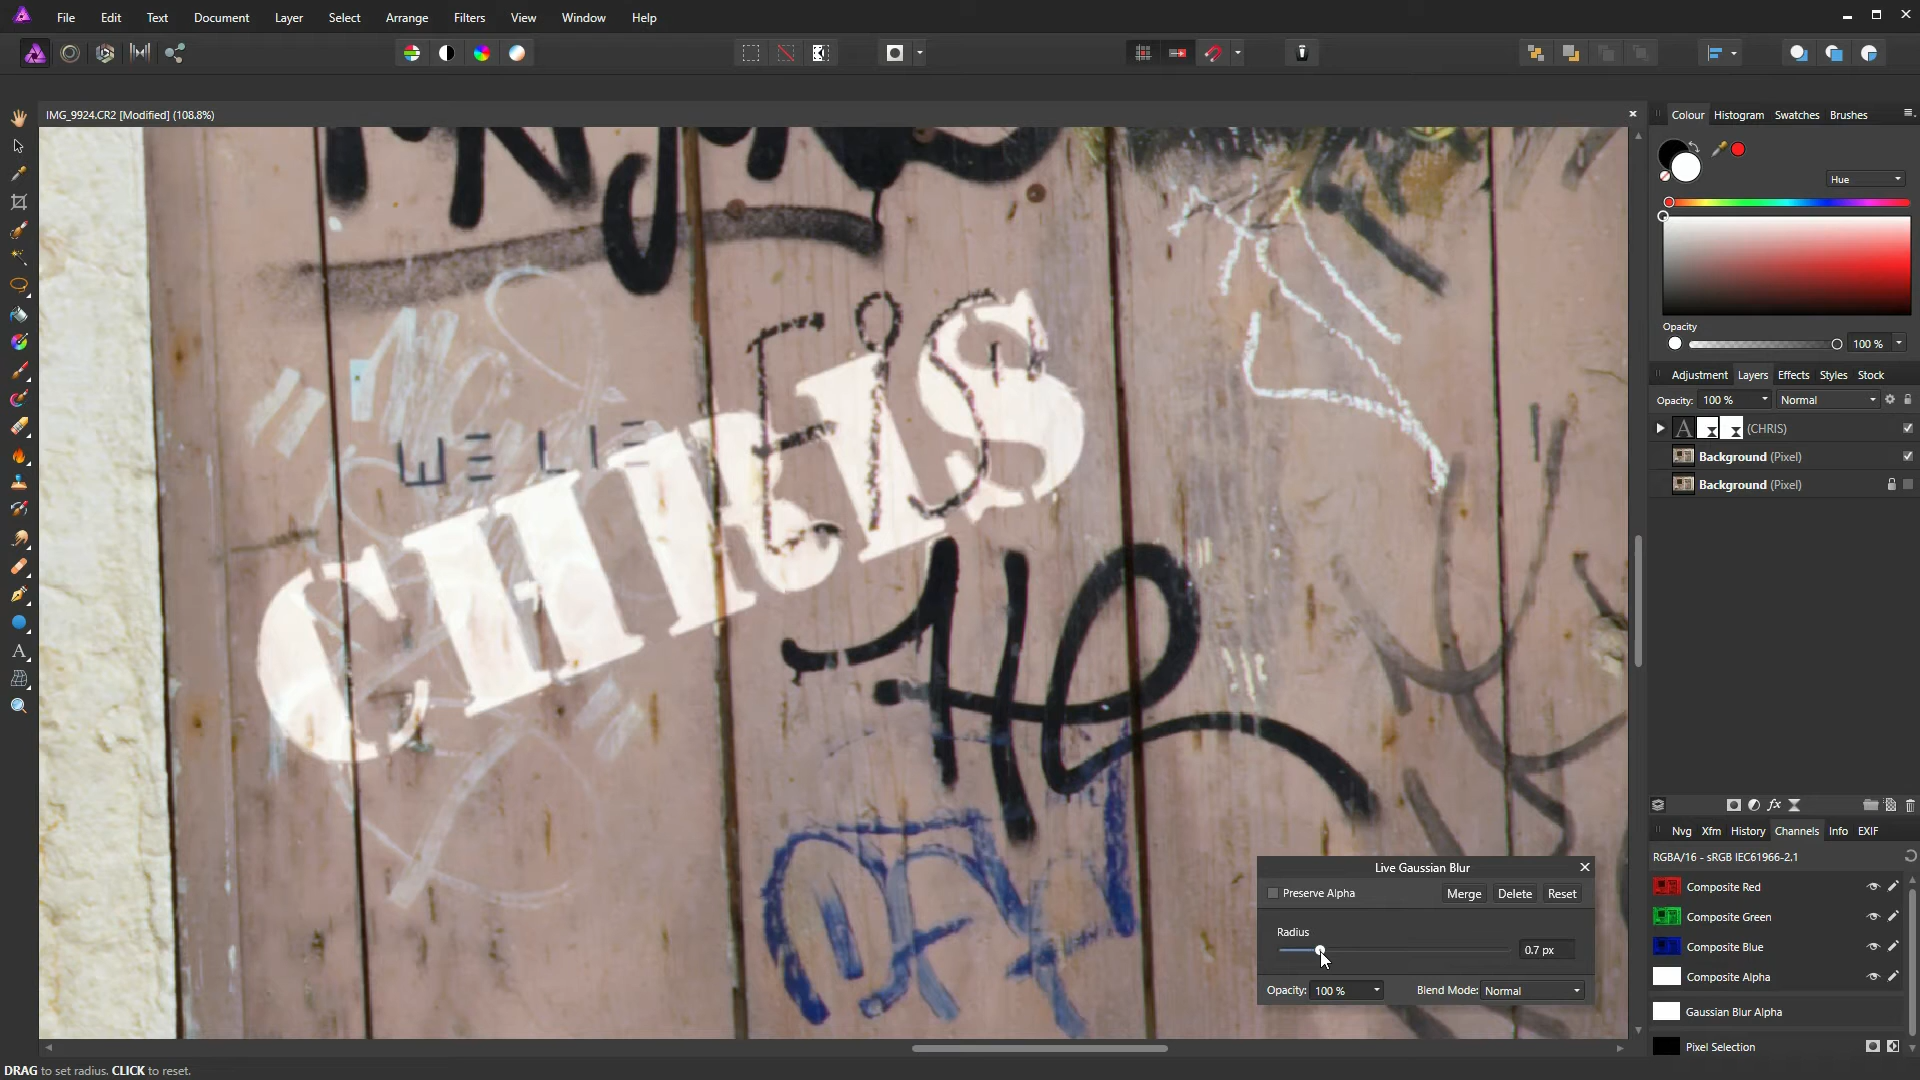 File Edit Text Document Layer Select Arrange Filters View Window Help
IMG_9924.CR2 [Modified] (108.8%)
Colour Histogram Swatches Brushes
Hue
Opacity
100 %
Adjustment Layers Effects Styles Stock
Opacity: 100 % Normal
A (CHRIS)
Background (Pixel)
Background (Pixel)
WE LIE
CHRIS
Nvg Xfm History Channels Info EXIF
RGBA/16 - sRGB IEC61966-2.1
Composite Red
Composite Green
Composite Blue
Composite Alpha
Gaussian Blur Alpha
Pixel Selection
Live Gaussian Blur
Preserve Alpha Merge Delete Reset
Radius
0.7 px
Opacity: 100 % Blend Mode: Normal
DRAG to set radius. CLICK to reset.